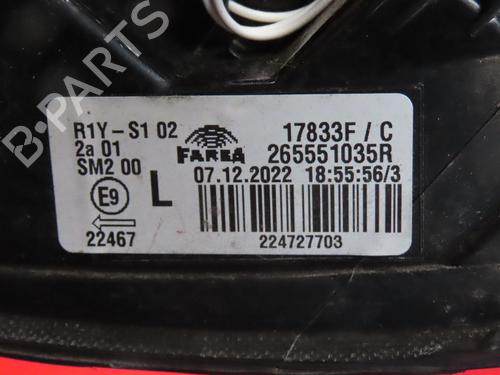 B-PARTS
R1Y-S1 02
2a 01
SM2 00
FARBA
17833F / C
265551035R
07.12.2022 18:55:56/3
E9
L
22467
224727703